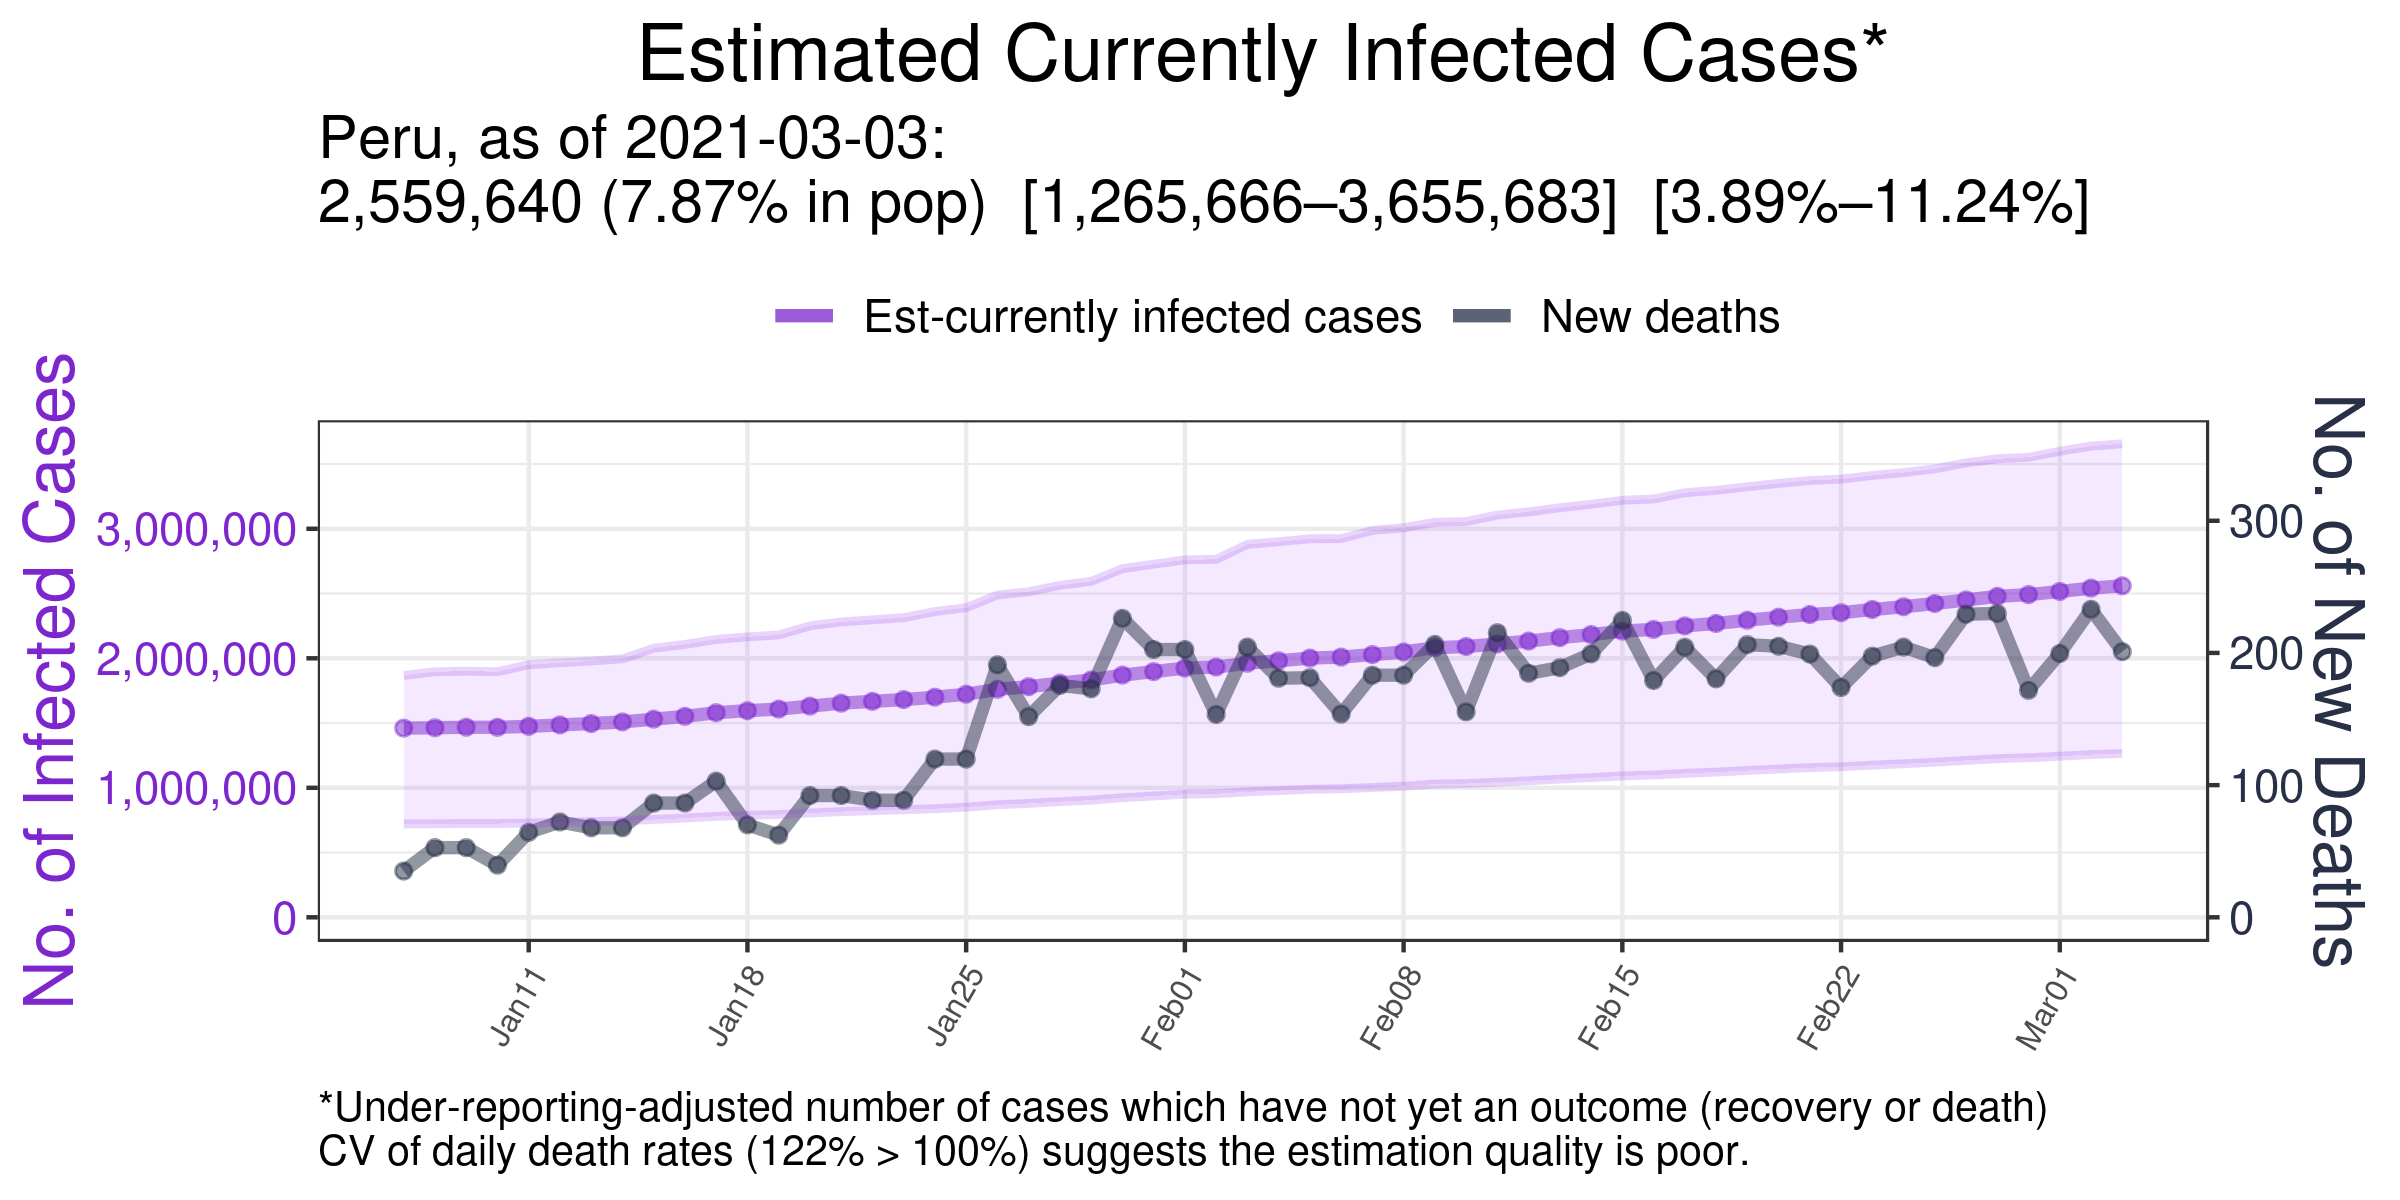 Estimated Currently Infected Cases*
Peru, as of 2021-03-03:
2,559,640 (7.87% in pop) [1,265,666–3,655,683] [3.89%–11.24%]
Est-currently infected cases New deaths
No. of Infected Cases
3,000,000
2,000,000
1,000,000
0
300
200
100
0
No. of New Deaths
Jan11 Jan18 Jan25 Feb01 Feb08 Feb15 Feb22 Mar01
*Under-reporting-adjusted number of cases which have not yet an outcome (recovery or death)
CV of daily death rates (122% > 100%) suggests the estimation quality is poor.